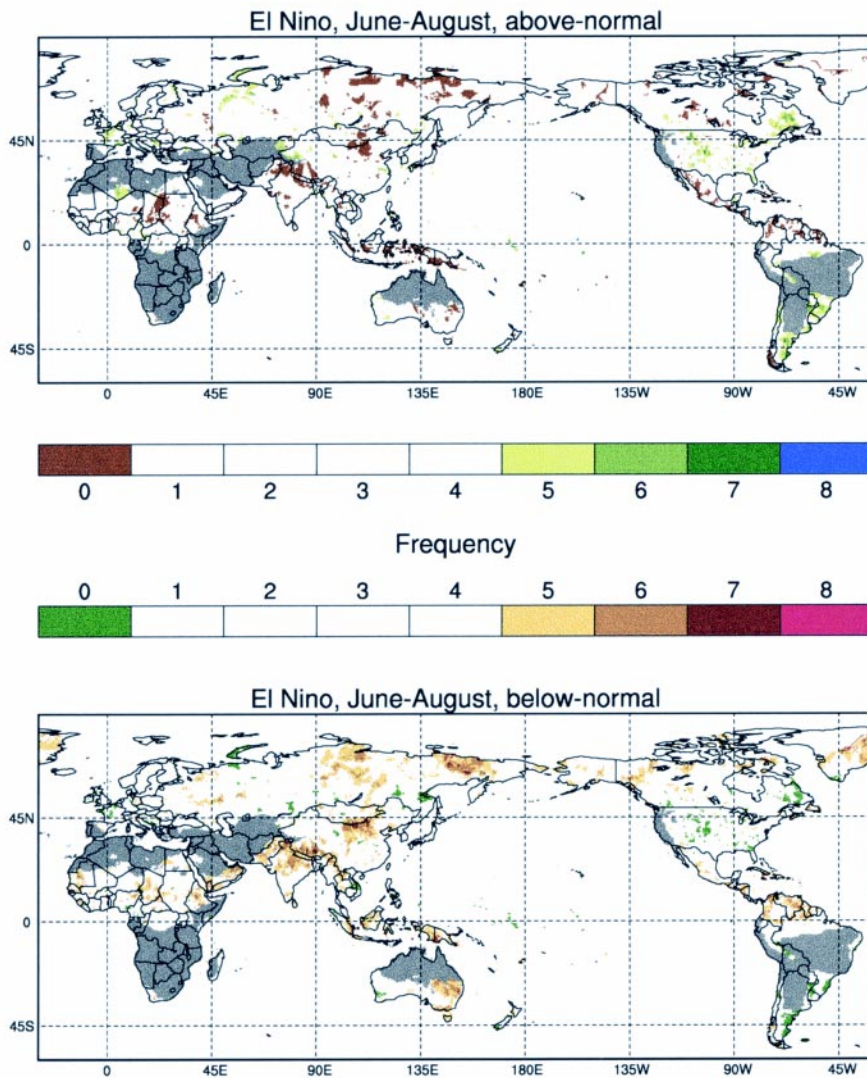 El Nino, June-August, above-normal
45N
0
45S
0 45E 90E 135E 180E 135W 90W 45W
0 1 2 3 4 5 6 7 8
Frequency
0 1 2 3 4 5 6 7 8
El Nino, June-August, below-normal
45N
0
45S
0 45E 90E 135E 180E 135W 90W 45W